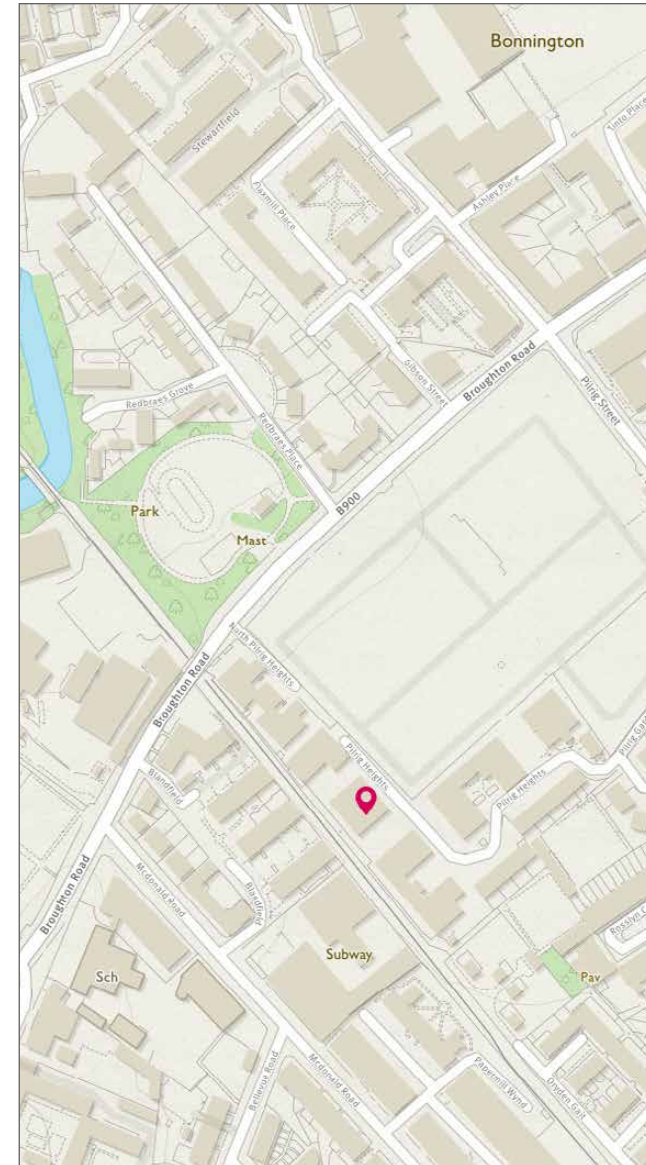 Bonnington
Tinto Place
Stewartfield
Ashley Place
Flaxmill Place
Gibson Street
Broughton Road
Pilrig Street
Redbraes Grove
Redbraes Place
B900
Park
Mast
North Pilrig Heights
Broughton Road
Pilrig Heights
Pilrig Heights
Blandfield
Mcdonald Road
Blandfield
Broughton Road
Rosslyn
Subway
Sch
Pav
Bellevue Road
Mcdonald Road
Papermill Wynd
Dryden Gait